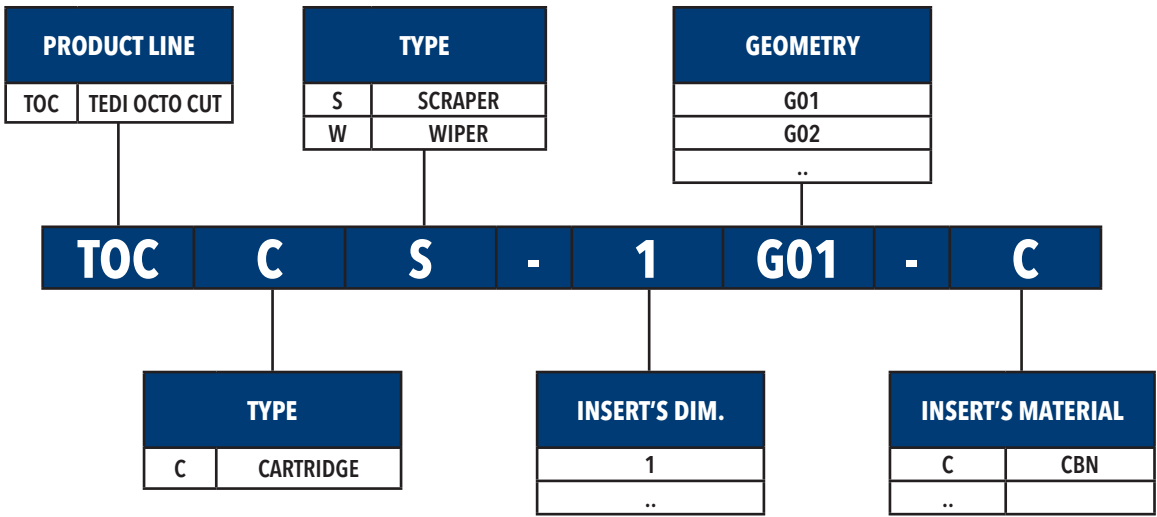 PRODUCT LINE
TOC TEDI OCTO CUT
TYPE
S SCRAPER
W WIPER
GEOMETRY
G01
G02
..
TOC C S - 1 G01 - C
TYPE
C CARTRIDGE
INSERT'S DIM.
1
..
INSERT'S MATERIAL
C CBN
..